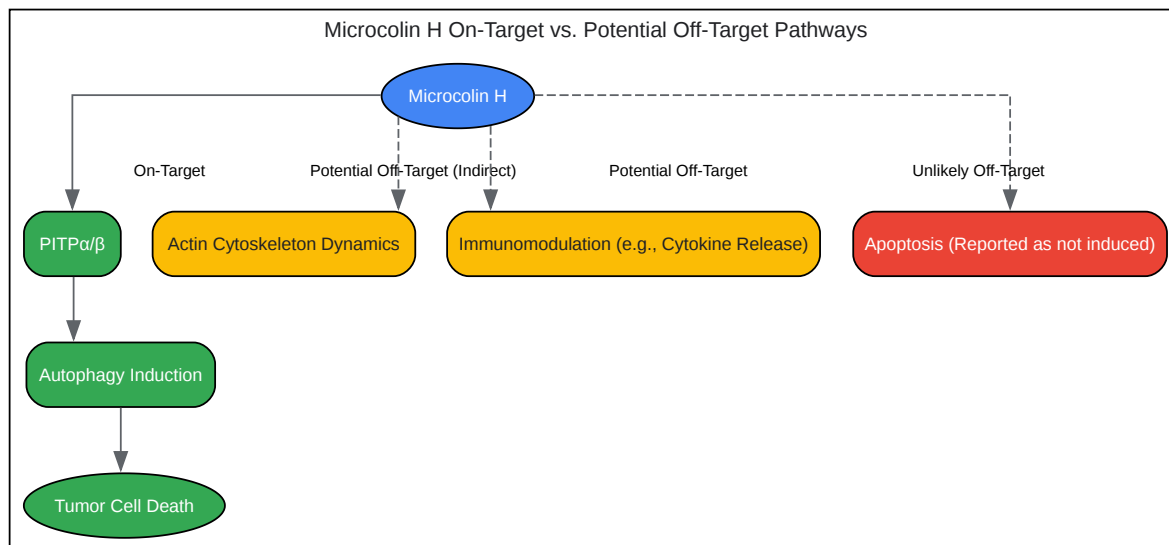 Microcolin H On-Target vs. Potential Off-Target Pathways
Microcolin H
On-Target
Potential Off-Target (Indirect)
Potential Off-Target
Unlikely Off-Target
PITPα/β
Actin Cytoskeleton Dynamics
Immunomodulation (e.g., Cytokine Release)
Apoptosis (Reported as not induced)
Autophagy Induction
Tumor Cell Death